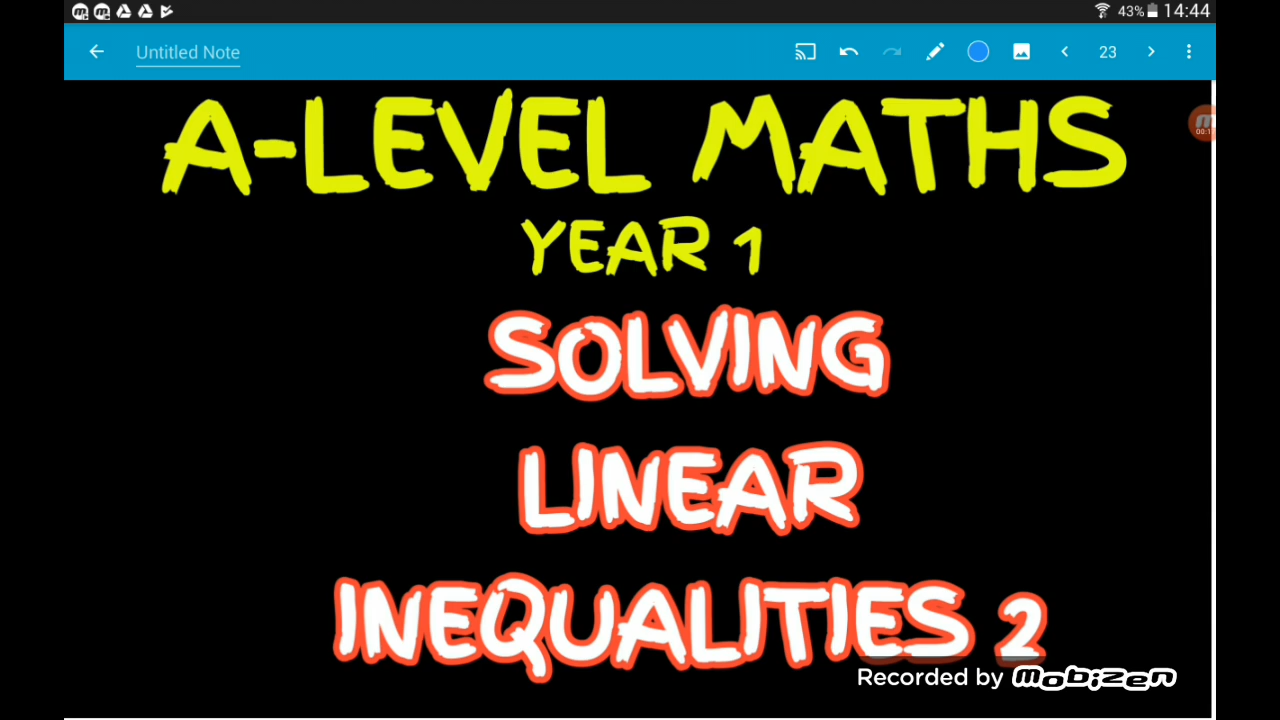 43% 14:44
Untitled Note 23
A-LEVEL MATHS
YEAR 1
SOLVING
LINEAR
INEQUALITIES 2
Recorded by mobizen